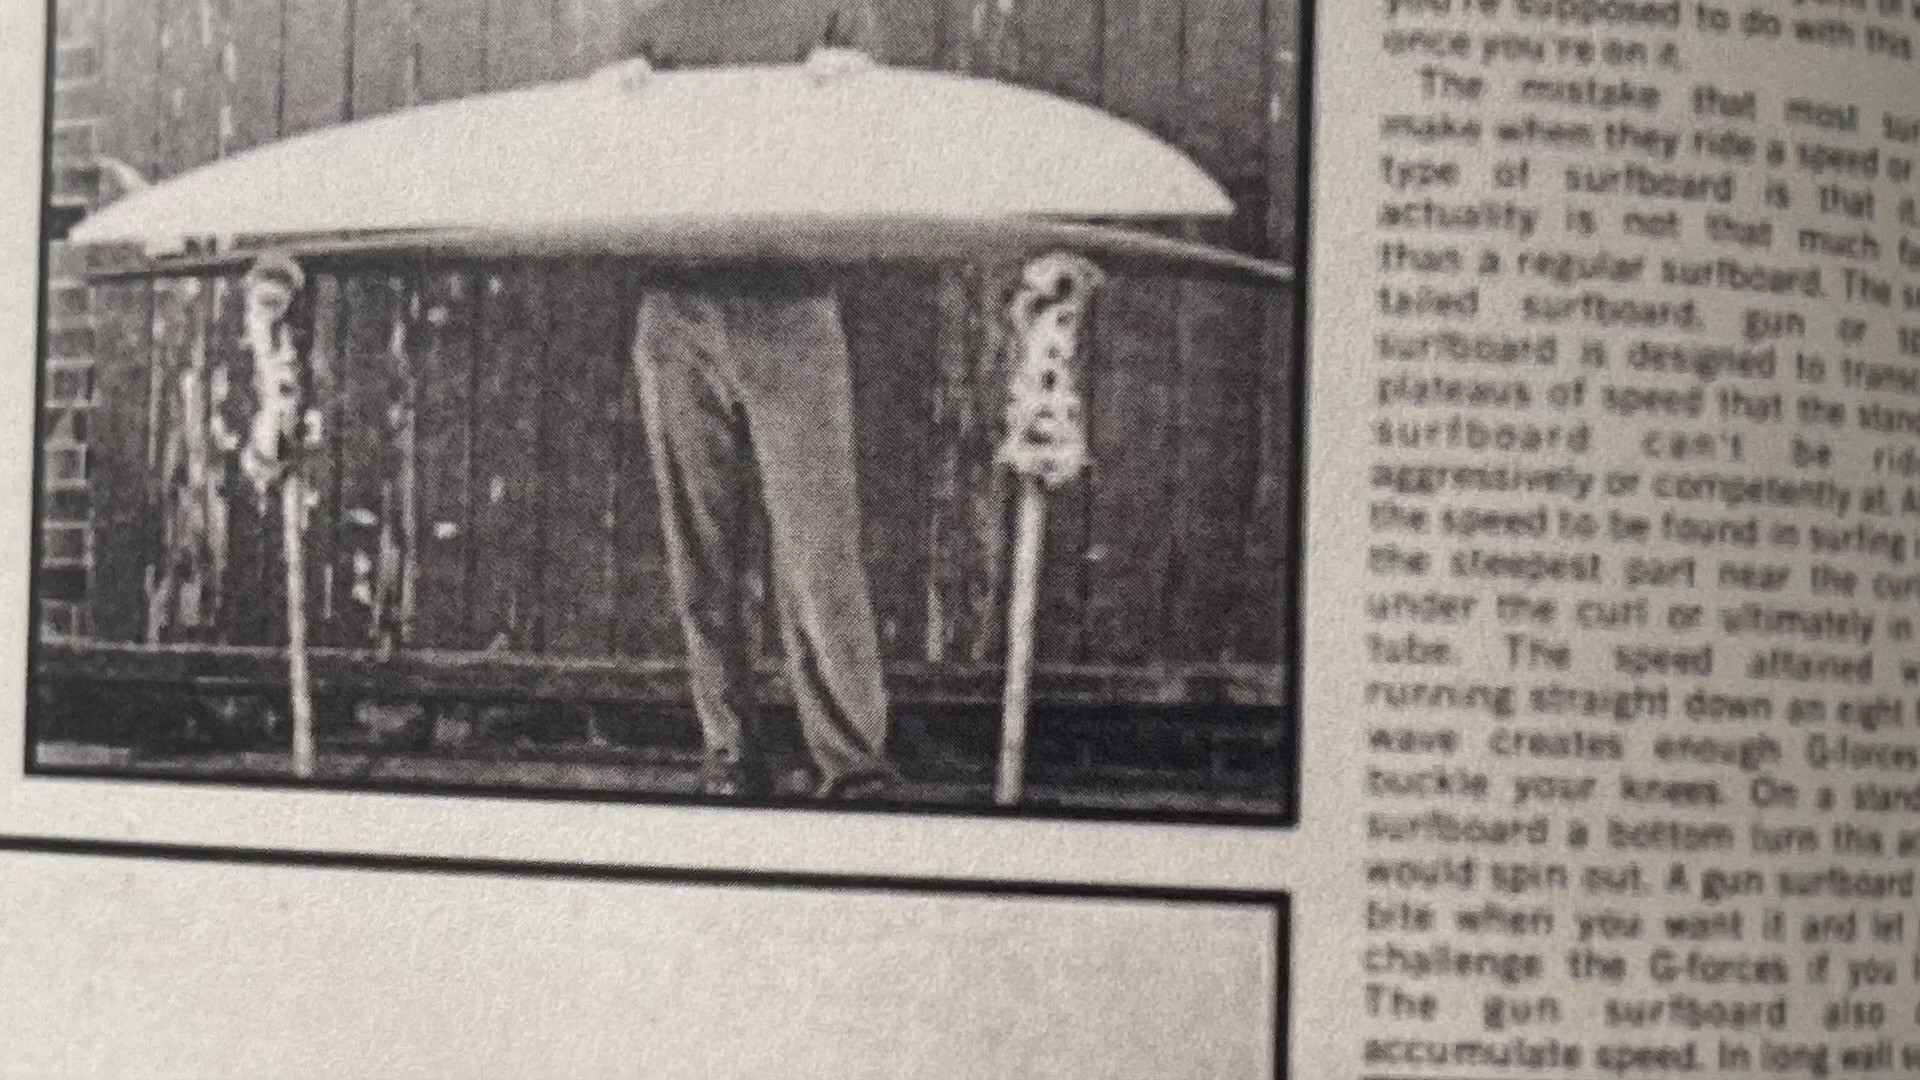 you're supposed to do with this
once you're on it.
The mistake that most
make when they ride a speed or
type of surfboard is that
actuality is not that much
than a regular surfboard. The
tailed surfboard, gun or
surfboard is designed to
plateaus of speed that the
surfboard can't be
aggressively or competently at.
the speed to be found in surfing
the steepest part near the
under the curl or ultimately in
tube. The speed attained
running straight down an eight
wave creates enough G-forces
buckle your knees. On a
surfboard a bottom turn this
would spin out. A gun surfboard
bite when you want it and let
challenge the G-forces if you
The gun surfboard also
accumulate speed. In long wall